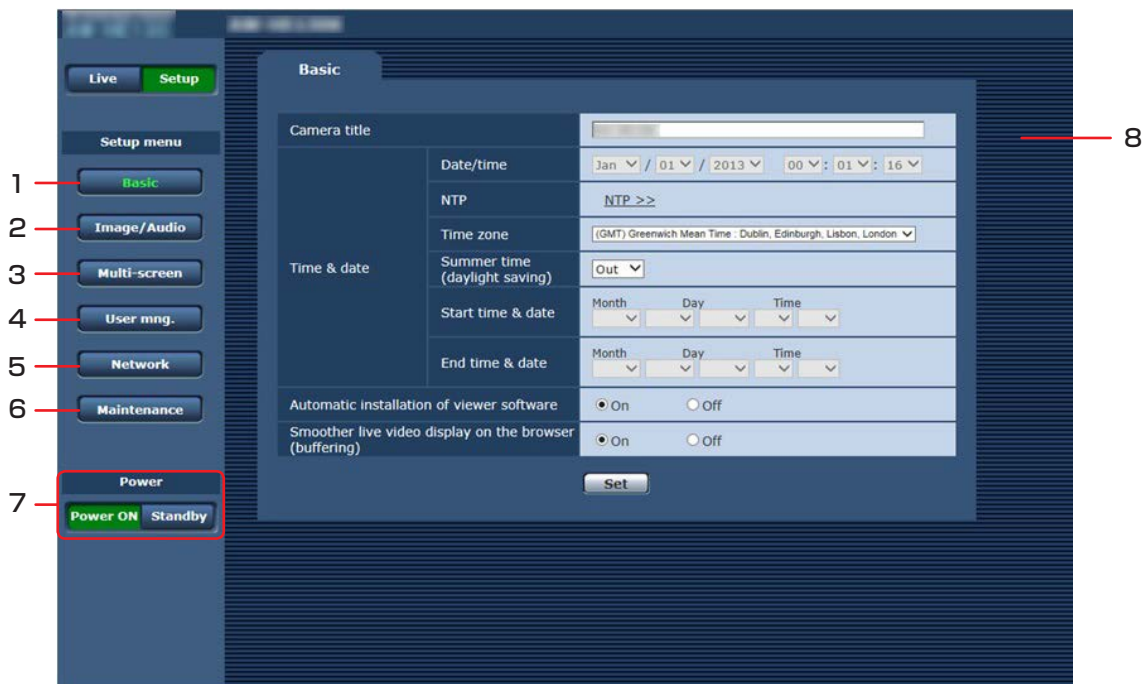 Live Setup
Basic
Setup menu
1 Basic
2 Image/Audio
3 Multi-screen
4 User mng.
5 Network
6 Maintenance
Power
7
Power ON Standby
Camera title
8
Time & date
Date/time
Jan / 01 / 2013 00 : 01 : 16
NTP
NTP >>
Time zone
(GMT) Greenwich Mean Time : Dublin, Edinburgh, Lisbon, London
Summer time
(daylight saving)
Out
Start time & date
Month Day Time
End time & date
Month Day Time
Automatic installation of viewer software
On Off
Smoother live video display on the browser
(buffering)
On Off
Set